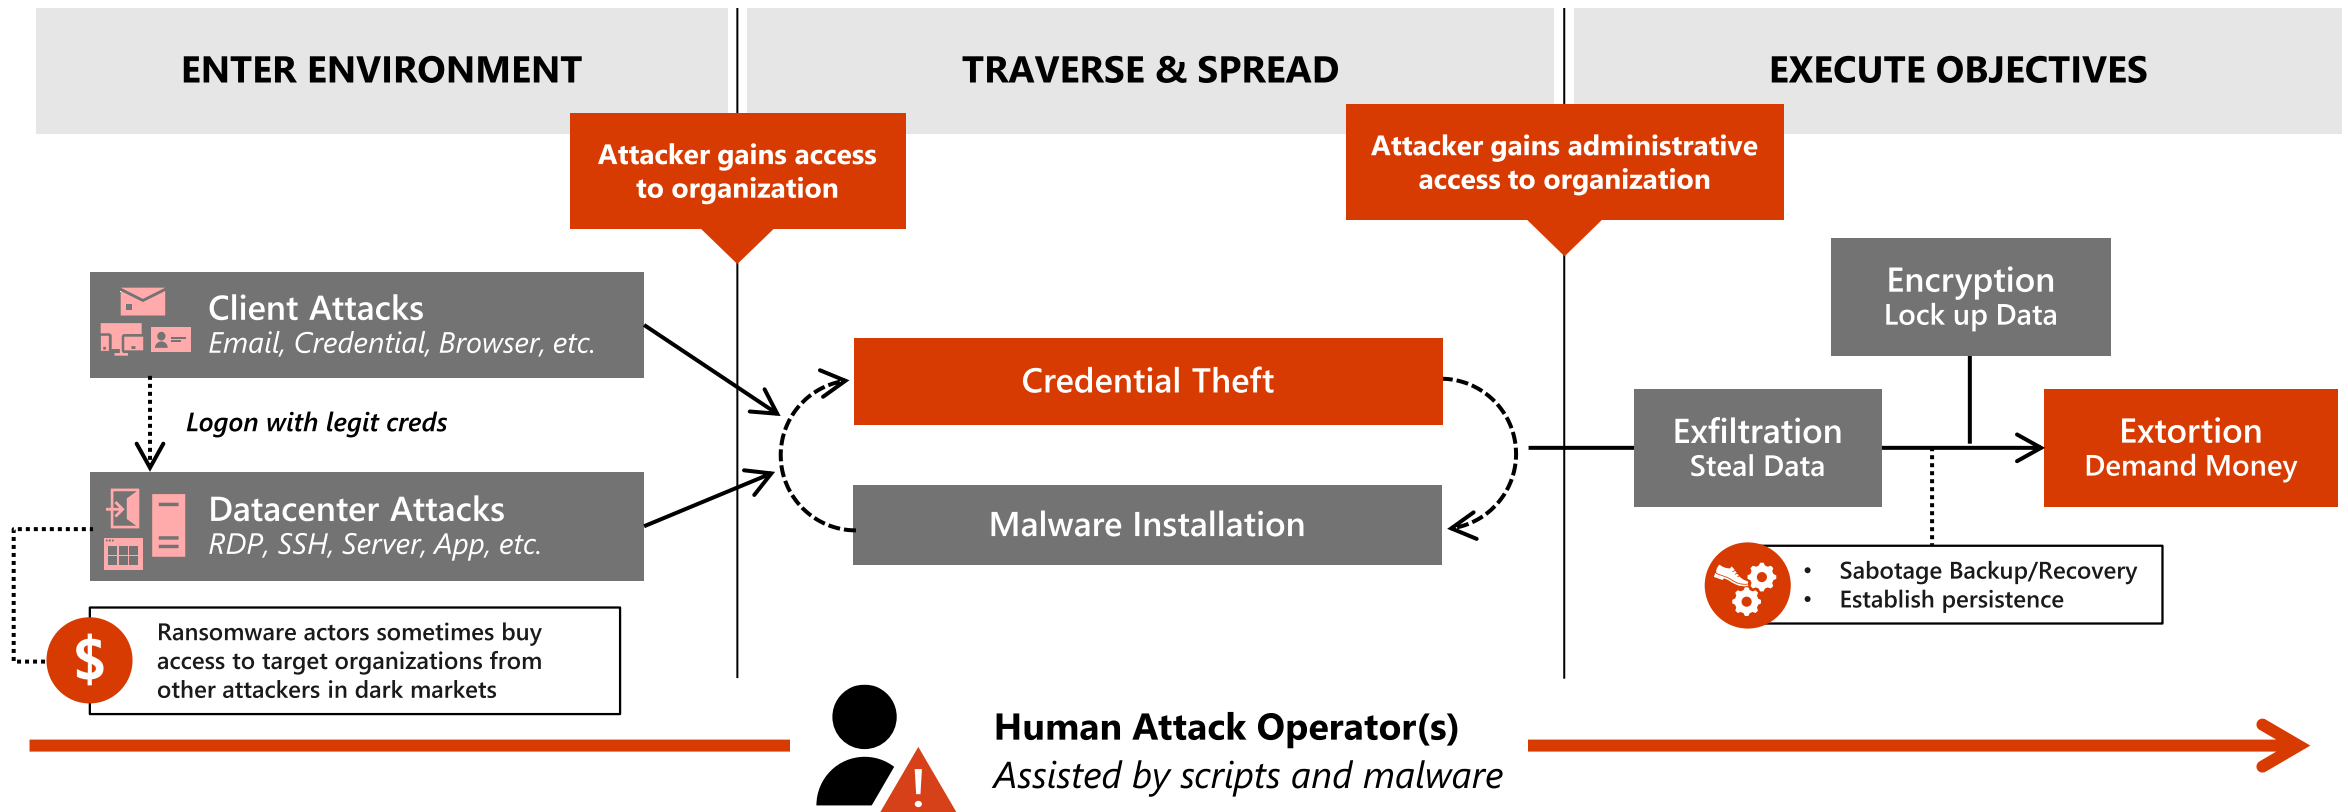 ENTER ENVIRONMENT
TRAVERSE & SPREAD
EXECUTE OBJECTIVES
Attacker gains access
to organization
Attacker gains administrative
access to organization
Client Attacks
Email, Credential, Browser, etc.
Logon with legit creds
Datacenter Attacks
RDP, SSH, Server, App, etc.
$
Ransomware actors sometimes buy
access to target organizations from
other attackers in dark markets
Credential Theft
Malware Installation
Encryption
Lock up Data
Exfiltration
Steal Data
Extortion
Demand Money
• Sabotage Backup/Recovery
• Establish persistence
!
Human Attack Operator(s)
Assisted by scripts and malware